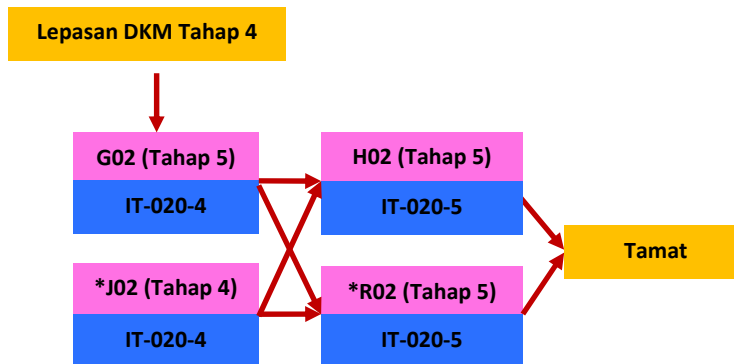 Lepasan DKM Tahap 4
G02 (Tahap 5)
IT-020-4
H02 (Tahap 5)
IT-020-5
*J02 (Tahap 4)
IT-020-4
*R02 (Tahap 5)
IT-020-5
Tamat